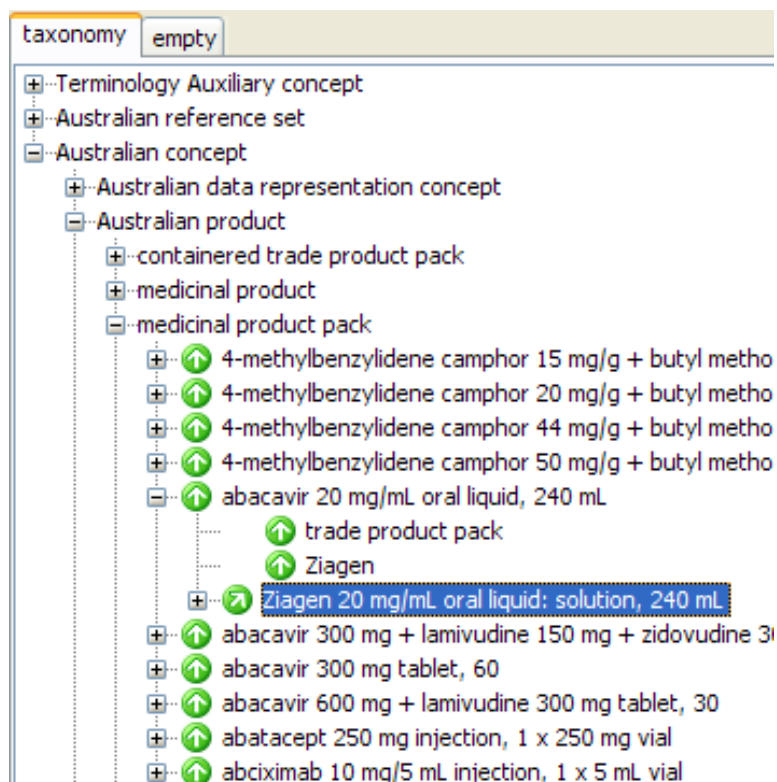 taxonomy empty
Terminology Auxiliary concept
Australian reference set
Australian concept
Australian data representation concept
Australian product
containered trade product pack
medicinal product
medicinal product pack
4-methylbenzylidene camphor 15 mg/g + butyl metho
4-methylbenzylidene camphor 20 mg/g + butyl metho
4-methylbenzylidene camphor 44 mg/g + butyl metho
4-methylbenzylidene camphor 50 mg/g + butyl metho
abacavir 20 mg/mL oral liquid, 240 mL
trade product pack
Ziagen
Ziagen 20 mg/mL oral liquid: solution, 240 mL
abacavir 300 mg + lamivudine 150 mg + zidovudine 3
abacavir 300 mg tablet, 60
abacavir 600 mg + lamivudine 300 mg tablet, 30
abatacept 250 mg injection, 1 x 250 mg vial
abciximab 10 mg/5 mL injection, 1 x 5 mL vial